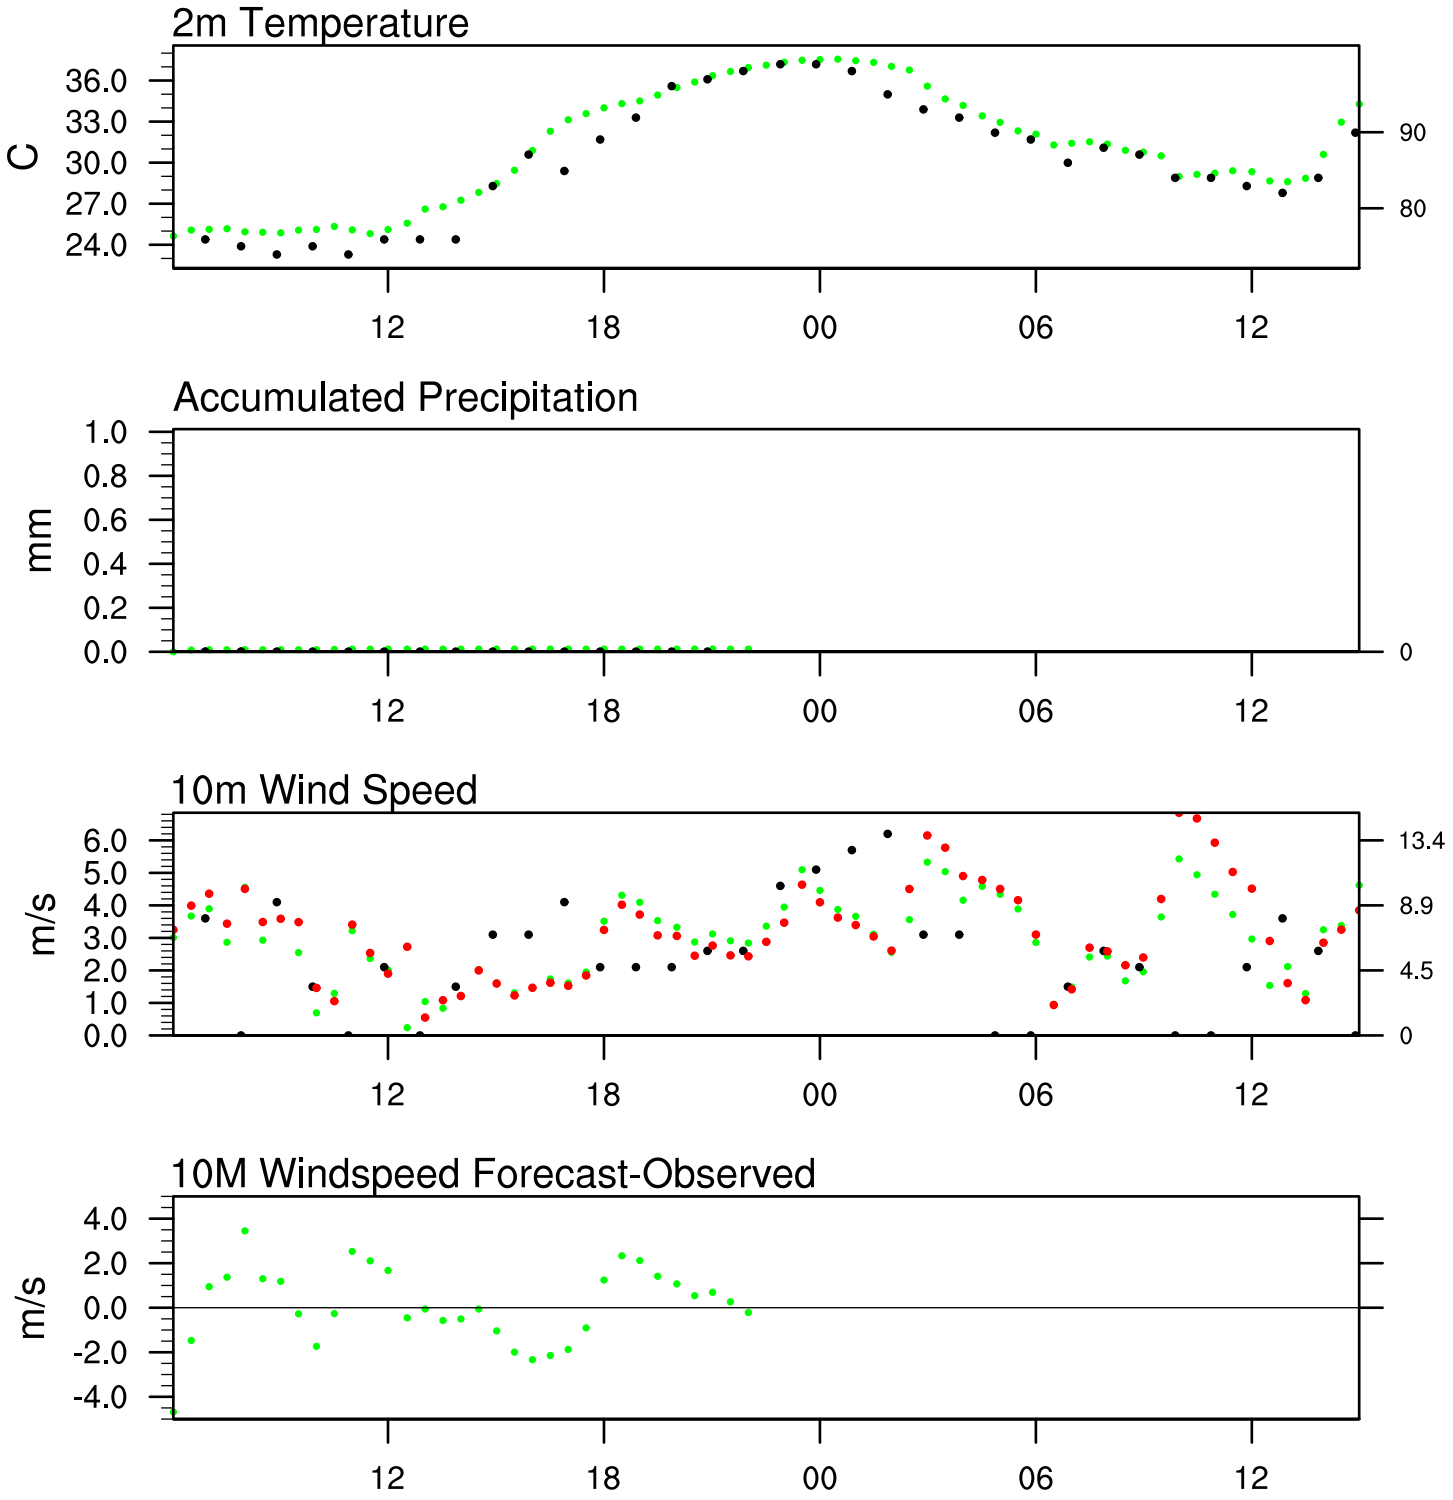 2m Temperature
36.0
33.0
30.0
27.0
24.0
C
90
80
12 18 00 06 12
Accumulated Precipitation
1.0
0.8
0.6
0.4
0.2
0.0
mm
0
12 18 00 06 12
10m Wind Speed
6.0
5.0
4.0
3.0
2.0
1.0
0.0
m/s
13.4
8.9
4.5
0
12 18 00 06 12
10M Windspeed Forecast-Observed
4.0
2.0
0.0
-2.0
-4.0
m/s
12 18 00 06 12